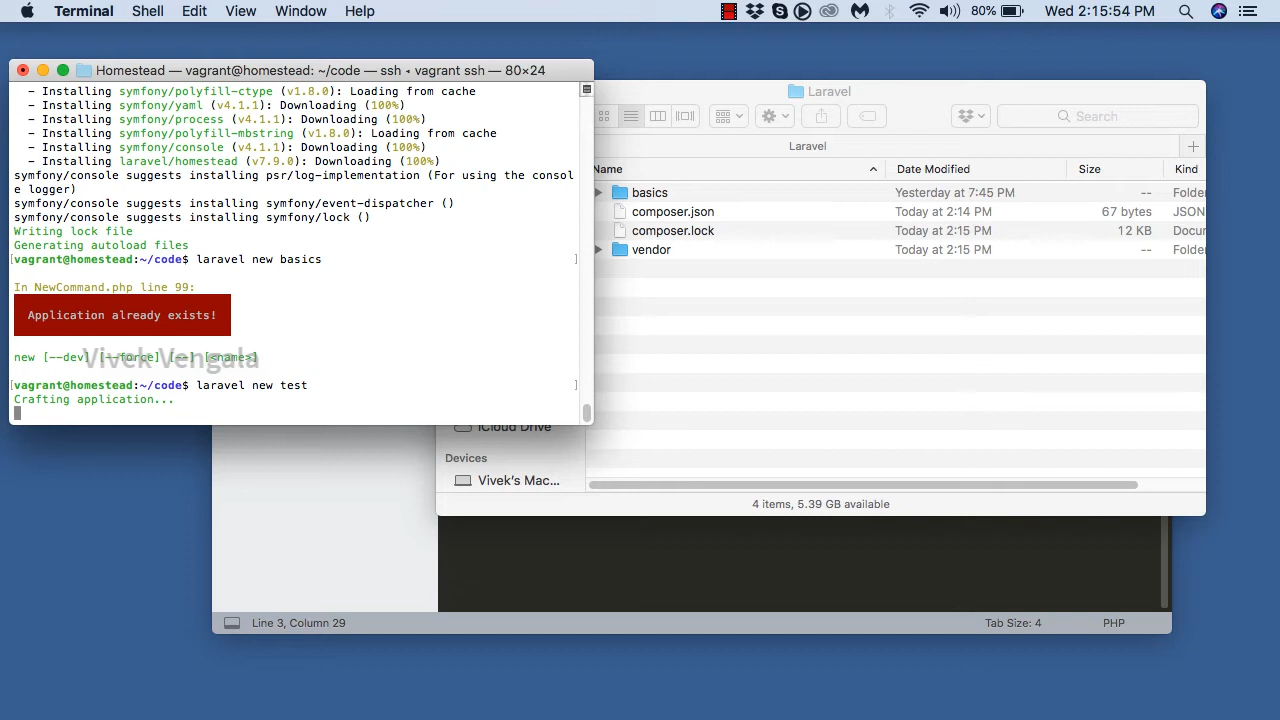 Terminal Shell Edit View Window Help 80% Wed 2:15:54 PM
Homestead — vagrant@homestead: ~/code — ssh ◂ vagrant ssh — 80×24
- Installing symfony/polyfill-ctype (v1.8.0): Loading from cache
- Installing symfony/yaml (v4.1.1): Downloading (100%)
- Installing symfony/process (v4.1.1): Downloading (100%)
- Installing symfony/polyfill-mbstring (v1.8.0): Loading from cache
- Installing symfony/console (v4.1.1): Downloading (100%)
- Installing laravel/homestead (v7.9.0): Downloading (100%)
symfony/console suggests installing psr/log-implementation (For using the consol
e logger)
symfony/console suggests installing symfony/event-dispatcher ()
symfony/console suggests installing symfony/lock ()
Writing lock file
Generating autoload files
[vagrant@homestead:~/code$ laravel new basics ]
In NewCommand.php line 99:
Application already exists!
new [--dev] [--force] [--] [<name>]
Vivek Vengala
[vagrant@homestead:~/code$ laravel new test ]
Crafting application...
Laravel
Search
Laravel
Name Date Modified Size Kind
basics Yesterday at 7:45 PM -- Folder
composer.json Today at 2:14 PM 67 bytes JSON
composer.lock Today at 2:15 PM 12 KB Docum
vendor Today at 2:15 PM -- Folder
iCloud Drive
Devices
Vivek's Mac...
4 items, 5.39 GB available
Line 3, Column 29 Tab Size: 4 PHP